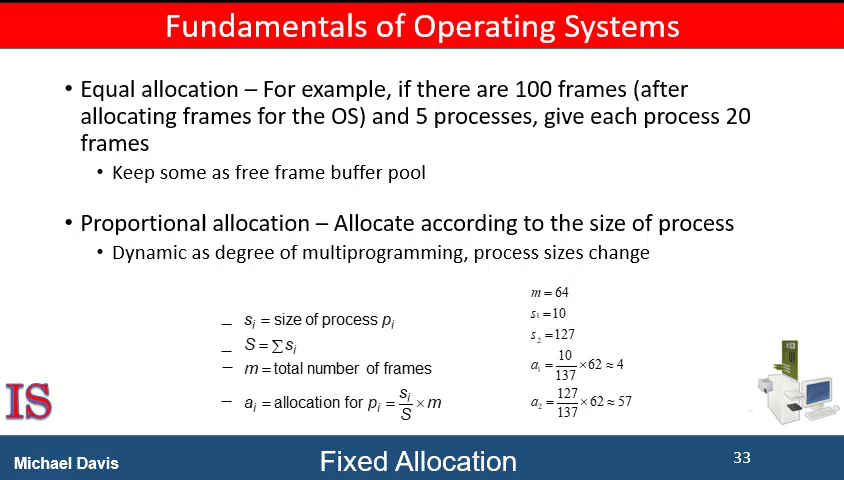 Fundamentals of Operating Systems
• Equal allocation – For example, if there are 100 frames (after
allocating frames for the OS) and 5 processes, give each process 20
frames
• Keep some as free frame buffer pool
• Proportional allocation – Allocate according to the size of process
• Dynamic as degree of multiprogramming, process sizes change
– sᵢ = size of process pᵢ
– S = ∑ sᵢ
– m = total number of frames
– aᵢ = allocation for pᵢ = sᵢ/S × m
m = 64
s₁ = 10
s₂ = 127
a₁ = 10/137 × 62 ≈ 4
a₂ = 127/137 × 62 ≈ 57
IS
Michael Davis
Fixed Allocation
33